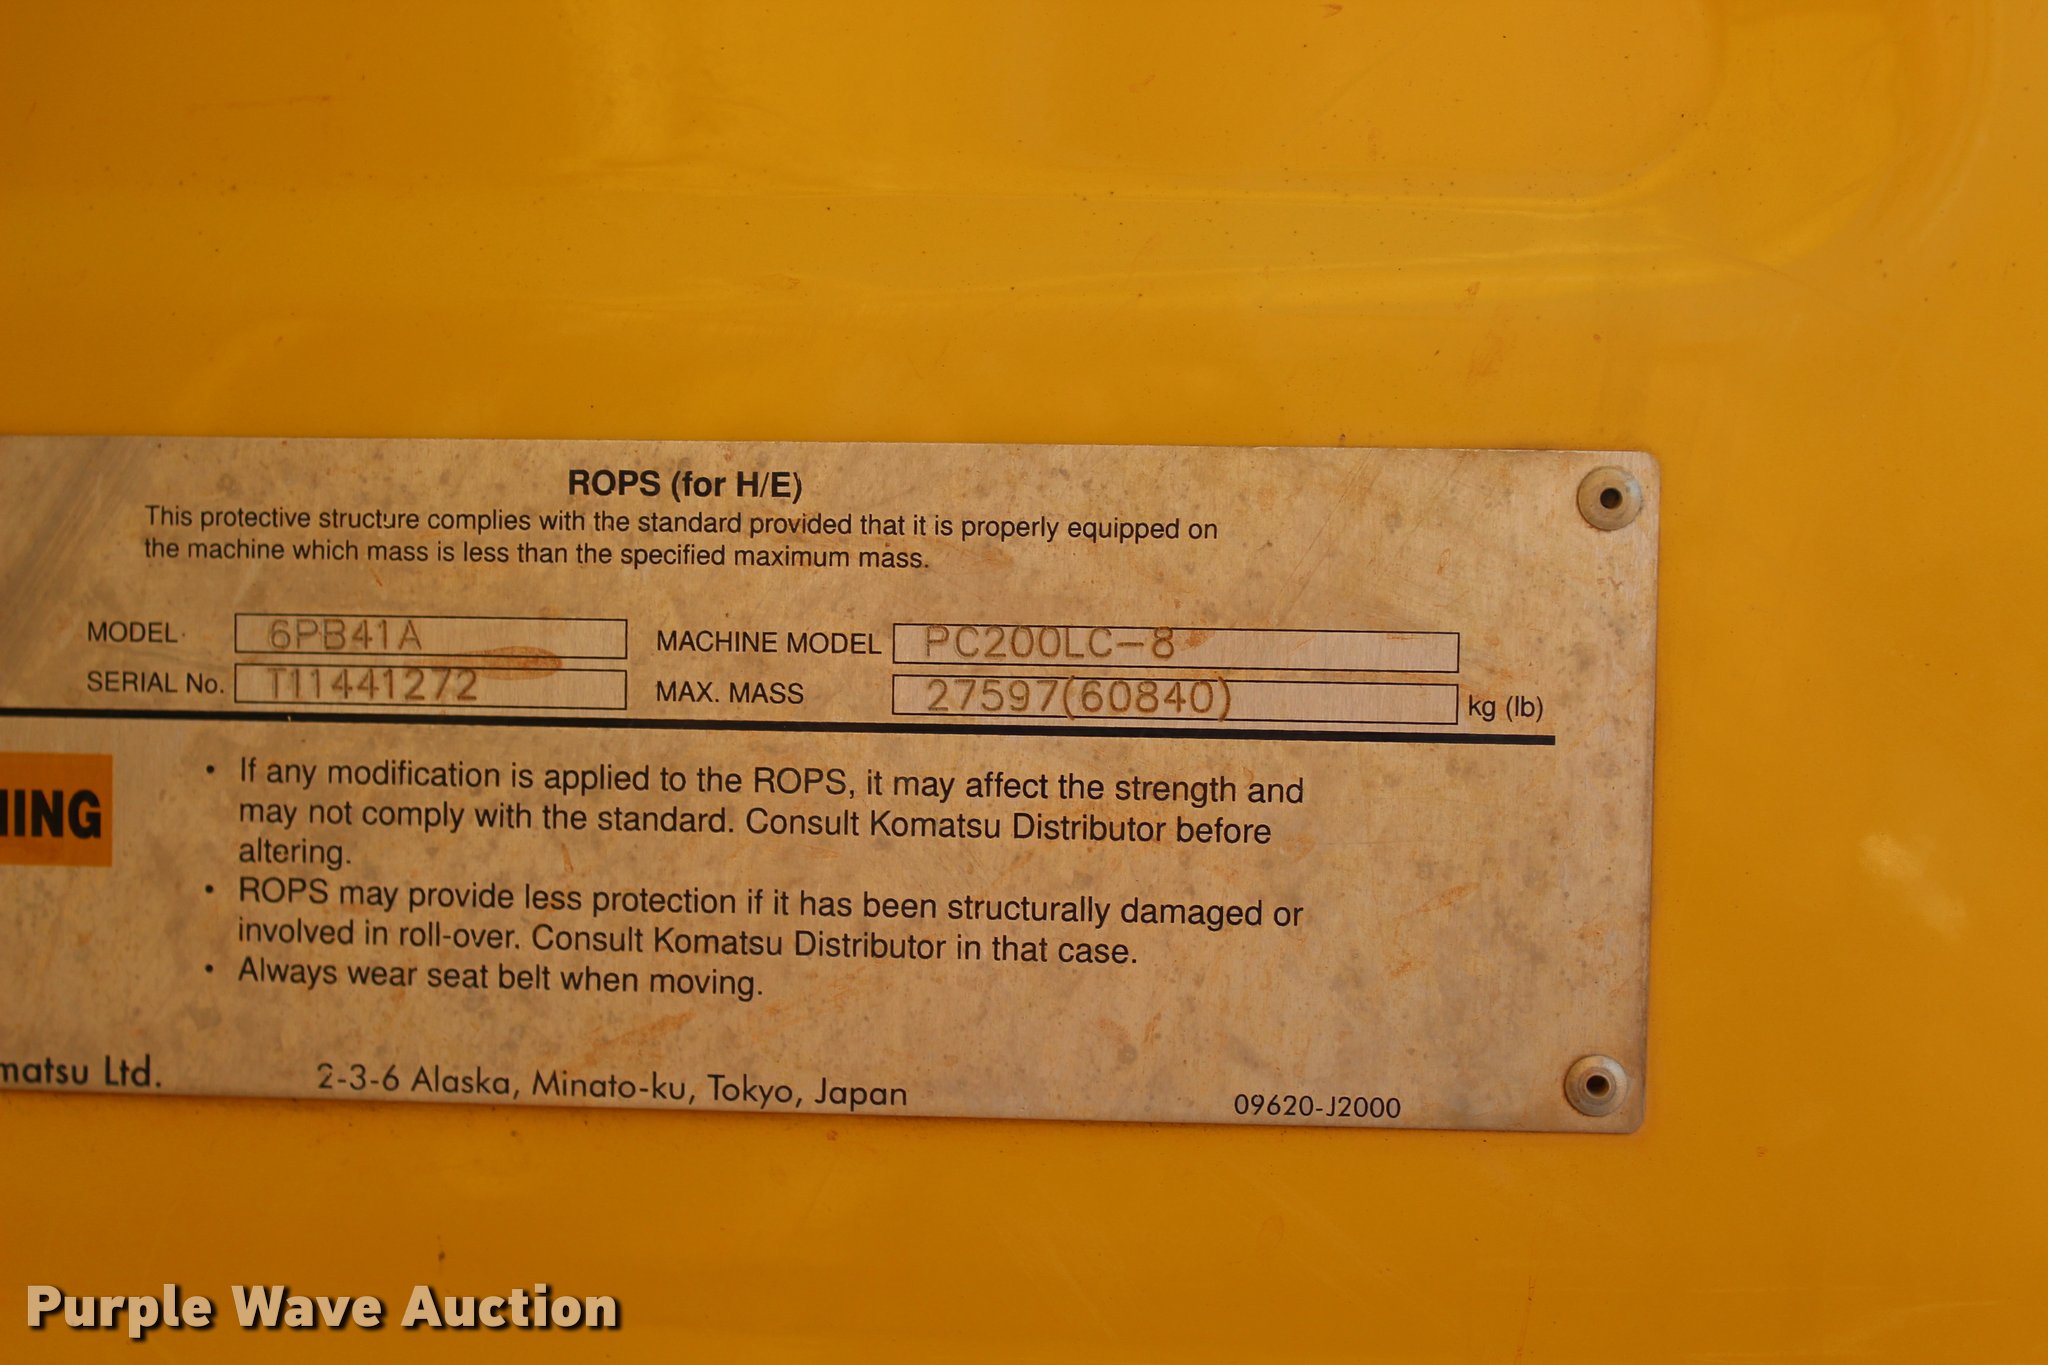 ROPS (for H/E)
This protective structure complies with the standard provided that it is properly equipped on
the machine which mass is less than the specified maximum mass.
MODEL 6PB41A MACHINE MODEL PC200LC-8
SERIAL No. T11441272 MAX. MASS 27597(60840) kg (lb)
NING
• If any modification is applied to the ROPS, it may affect the strength and
may not comply with the standard. Consult Komatsu Distributor before
altering.
• ROPS may provide less protection if it has been structurally damaged or
involved in roll-over. Consult Komatsu Distributor in that case.
• Always wear seat belt when moving.
matsu Ltd. 2-3-6 Alaska, Minato-ku, Tokyo, Japan
09620-J2000
Purple Wave Auction